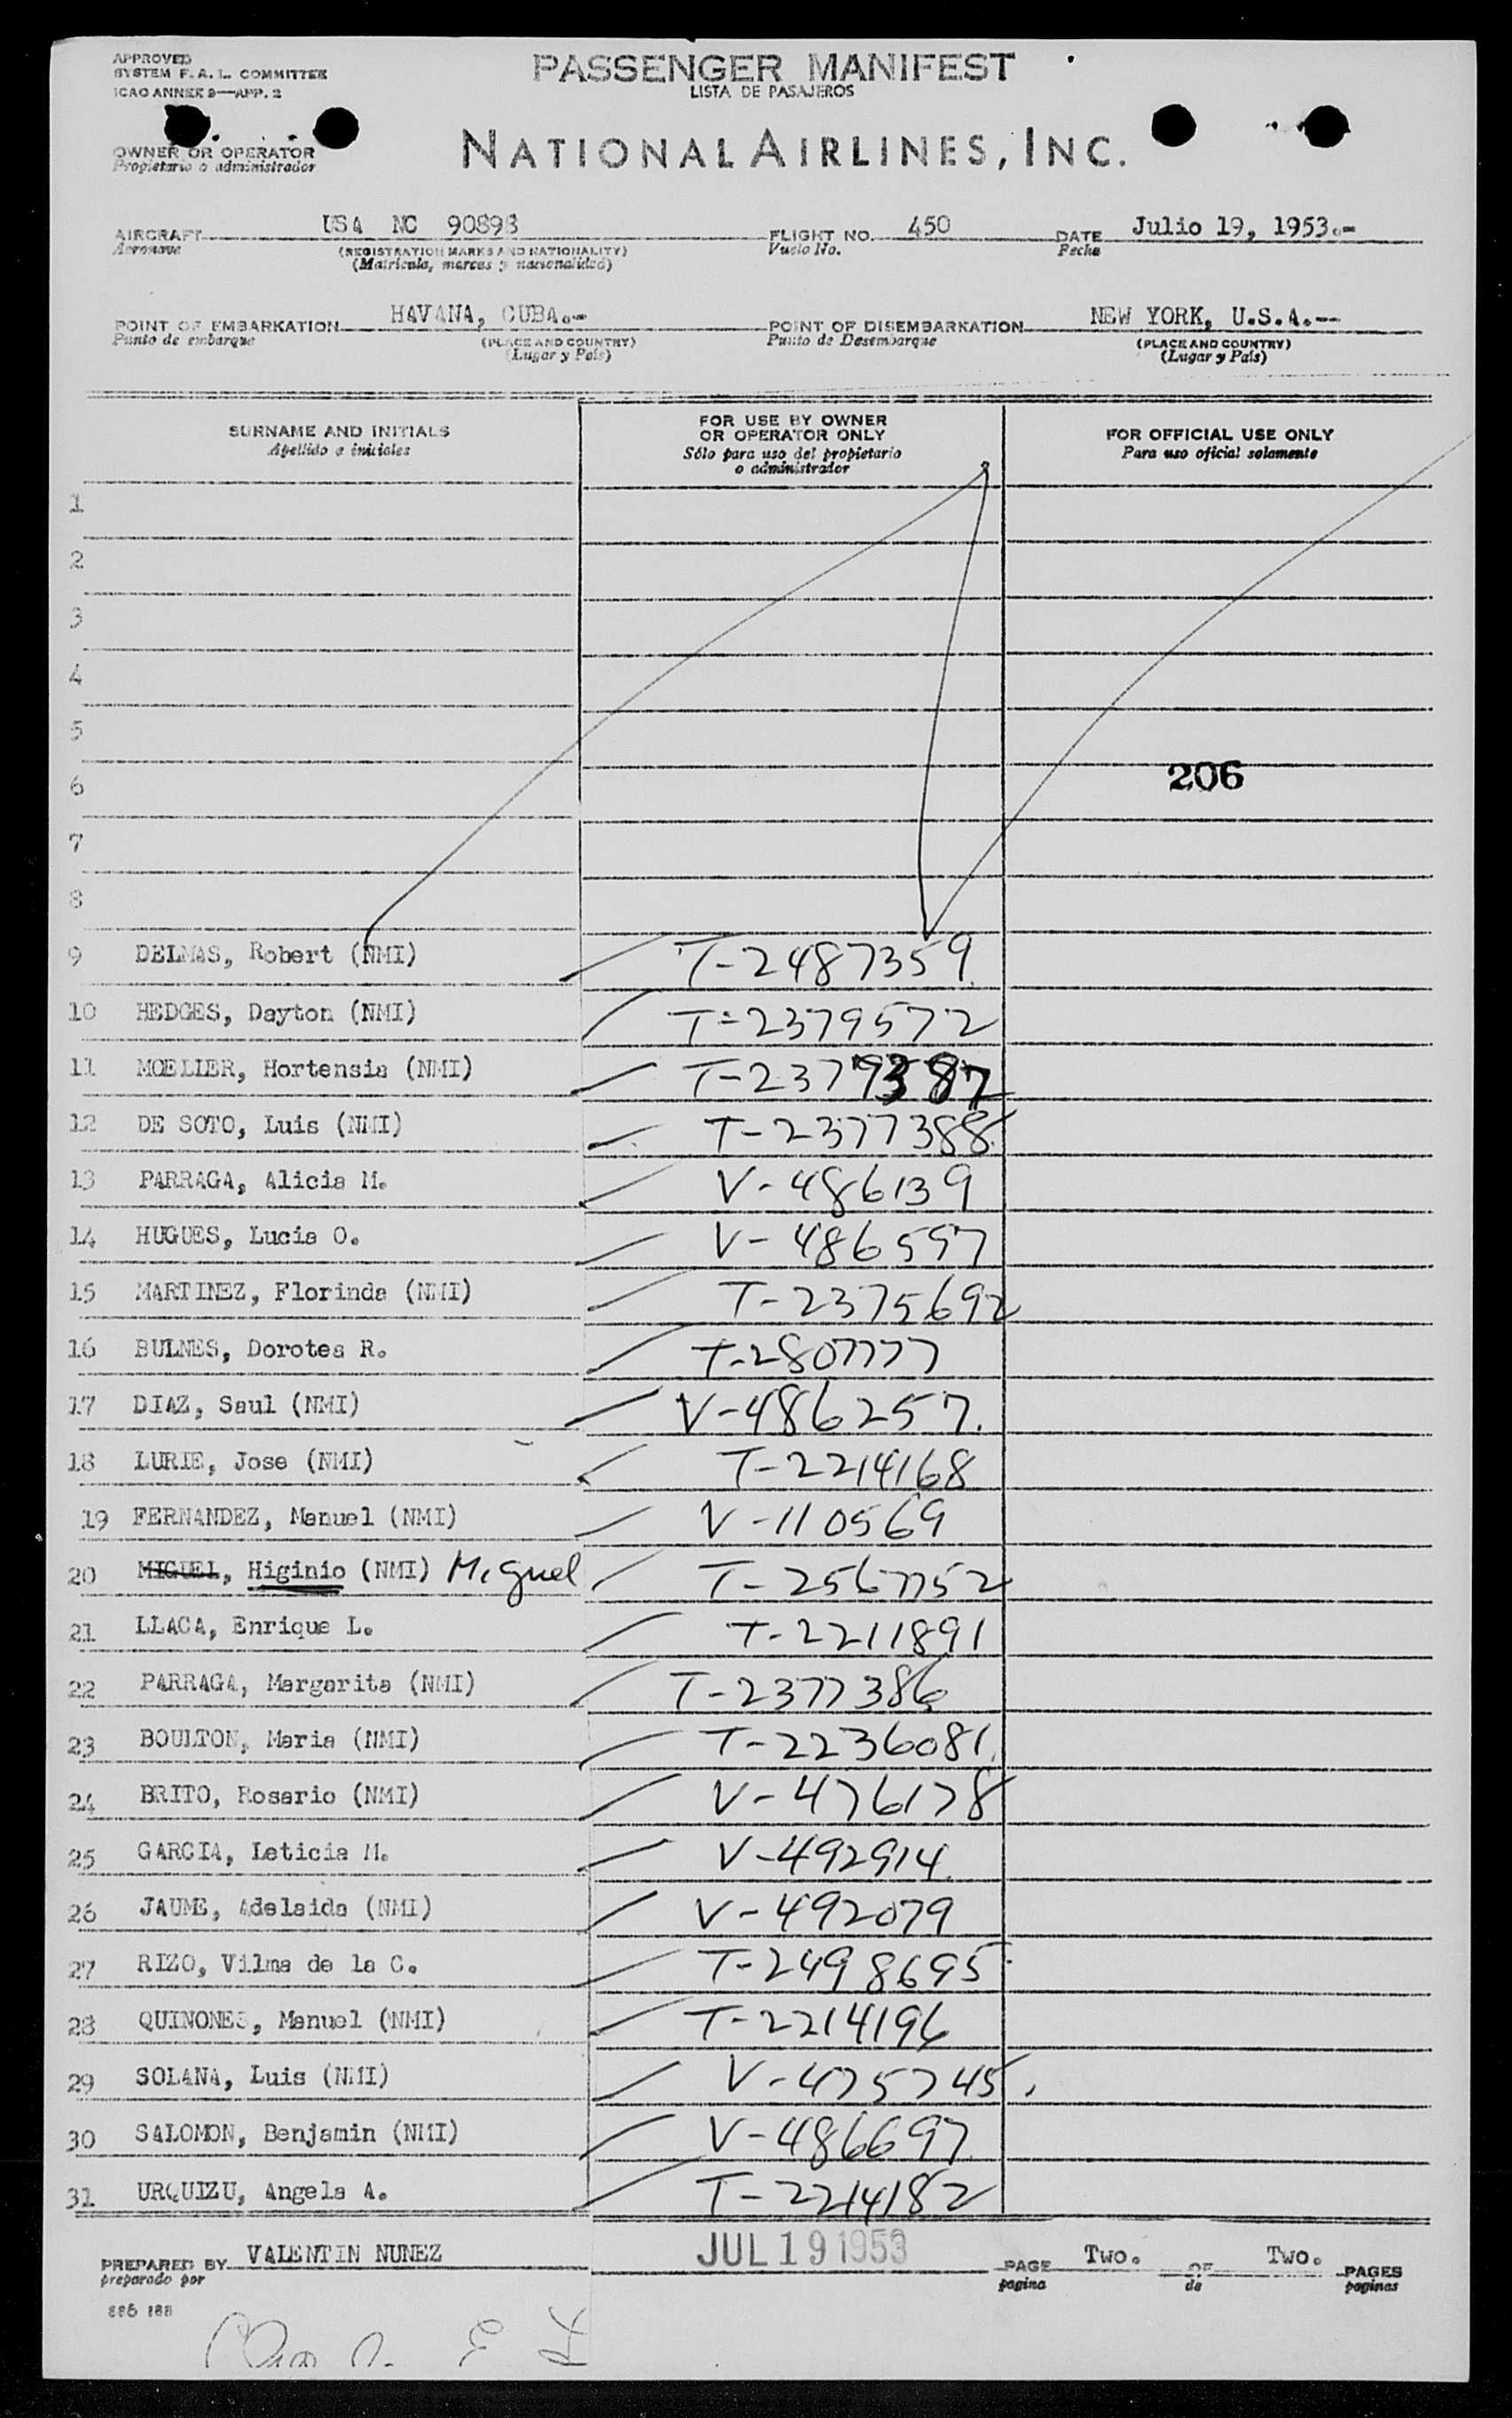 APPROVED
SYSTEM F. A. L. COMMITTEE
ICAO ANNEX 9—APP. 2
PASSENGER MANIFEST
LISTA DE PASAJEROS
OWNER OR OPERATOR
Propietario o administrador
NATIONAL AIRLINES, INC.
AIRCRAFT USA NC 90898 FLIGHT NO. 450 DATE Julio 19, 1953.-
Aeronave (REGISTRATION MARKS AND NATIONALITY) Vuelo No. Fecha
(Matricula, marcas y nacionalidad)
POINT OF EMBARKATION HAVANA, CUBA.-- POINT OF DISEMBARKATION NEW YORK, U.S.A.--
Punto de embarque (PLACE AND COUNTRY) Punto de Desembarque (PLACE AND COUNTRY)
(Lugar y País) (Lugar y País)
SURNAME AND INITIALS
Apellido e iniciales
FOR USE BY OWNER
OR OPERATOR ONLY
Sólo para uso del propietario
o administrador
FOR OFFICIAL USE ONLY
Para uso oficial solamente
1
2
3
4
5
6 206
7
8
9 DELMAS, Robert (NMI) T-2487359
10 HEDGES, Dayton (NMI) T-2379572
11 MOELIER, Hortensia (NMI) T-2379387
12 DE SOTO, Luis (NMI) T-2377388
13 PARRAGA, Alicia M. V-486139
14 HUGUES, Lucia O. V-486597
15 MARTINEZ, Florinda (NMI) T-2375692
16 BULNES, Dorotea R. T-2807777
17 DIAZ, Saul (NMI) V-486257.
18 LURIE, Jose (NMI) T-2214168
19 FERNANDEZ, Manuel (NMI) V-110569
20 MIGUEL, Higinio (NMI) Miguel T-2567752
21 LLACA, Enrique L. T-2211891
22 PARRAGA, Margarita (NMI) T-2377386
23 BOULTON, Maria (NMI) T-2236081
24 BRITO, Rosario (NMI) V-476178
25 GARCIA, Leticia M. V-492914
26 JAUME, Adelaida (NMI) V-492079
27 RIZO, Vilma de la C. T-2498695
28 QUINONES, Manuel (NMI) T-2214196
29 SOLANA, Luis (NMI) V-475745
30 SALOMON, Benjamin (NMI) V-486697
31 URQUIZU, Angela A. T-2214182
PREPARED BY VALENTIN NUNEZ JUL 19 1953 PAGE Two. OF Two. PAGES
preparado por pagina de paginas